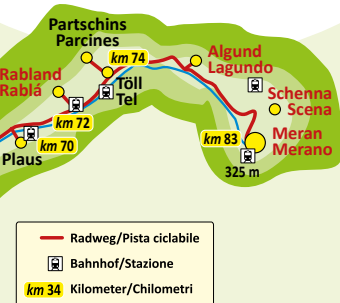 Partschins
Parcines
km 74
Algund
Lagundo
Rabland
Rablá
Töll
Tel
Schenna
Scena
km 72
km 83
Meran
Merano
km 70
Plaus
325 m
Radweg/Pista ciclabile
Bahnhof/Stazione
km 34 Kilometer/Chilometri